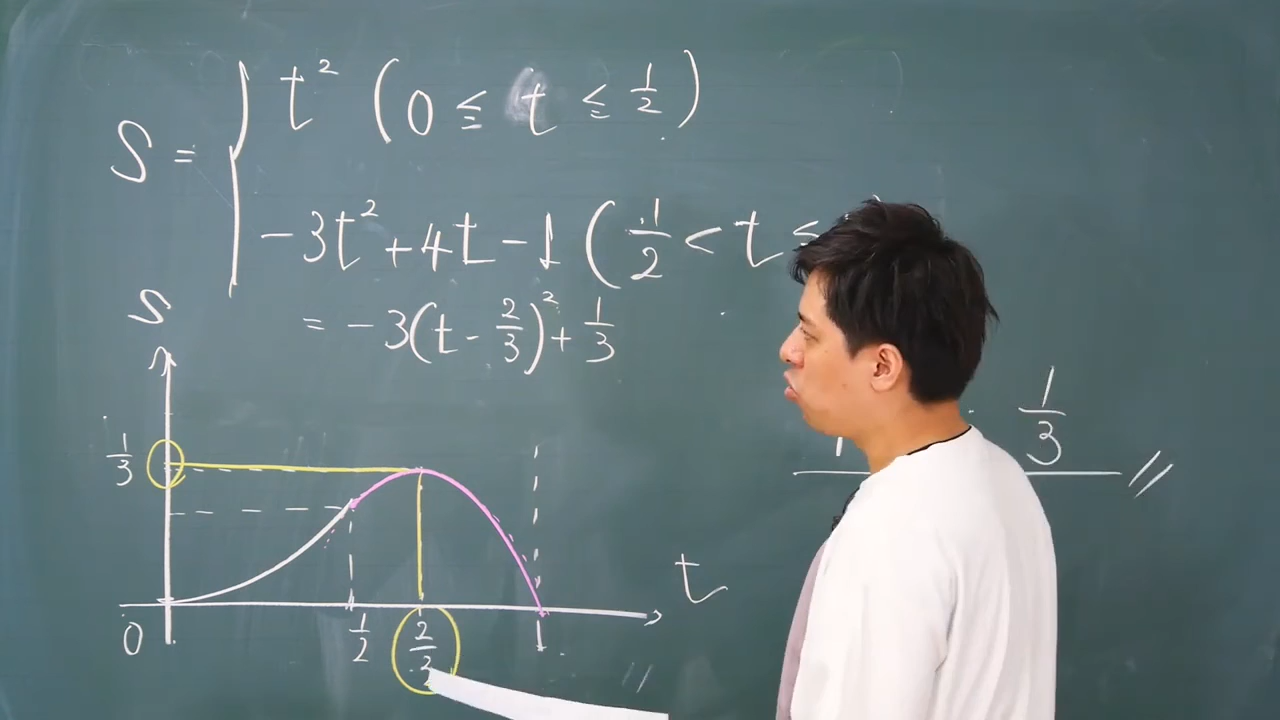 S = { t² (0 ≦ t ≦ 1/2)
-3t² + 4t - 1 (1/2 < t ≦
= -3(t - 2/3)² + 1/3
S
1/3
1/3
t
0
1/2
2/3